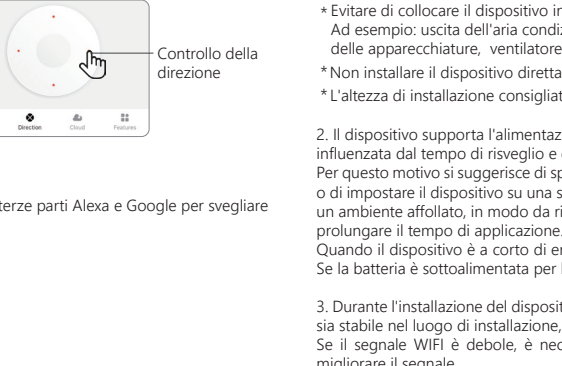 Controllo della
direzione
Direction
Cloud
Features
terze parti Alexa e Google per svegliare
* Evitare di collocare il dispositivo in
Ad esempio: uscita dell'aria condiz
delle apparecchiature, ventilatore
* Non installare il dispositivo diretta
* L'altezza di installazione consigliat
2. Il dispositivo supporta l'alimentaz
influenzata dal tempo di risveglio e
Per questo motivo si suggerisce di sp
o di impostare il dispositivo su una s
un ambiente affollato, in modo da ri
prolungare il tempo di applicazione.
Quando il dispositivo è a corto di en
Se la batteria è sottoalimentata per l
3. Durante l'installazione del disposit
sia stabile nel luogo di installazione,
Se il segnale WIFI è debole, è nec
migliorare il segnale